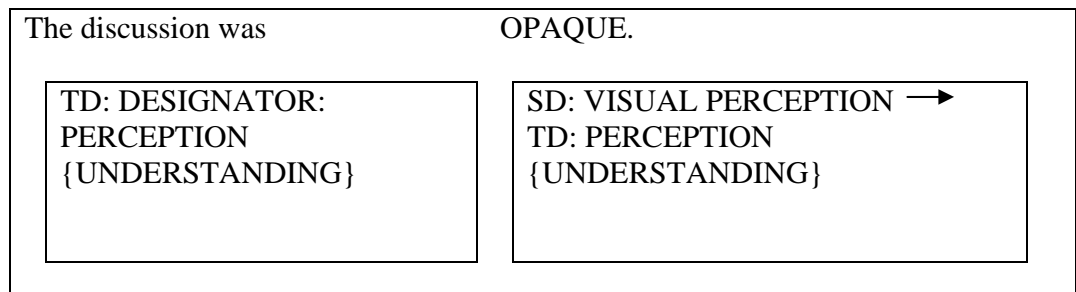 The discussion was OPAQUE.
TD: DESIGNATOR:
PERCEPTION
{UNDERSTANDING}
SD: VISUAL PERCEPTION →
TD: PERCEPTION
{UNDERSTANDING}